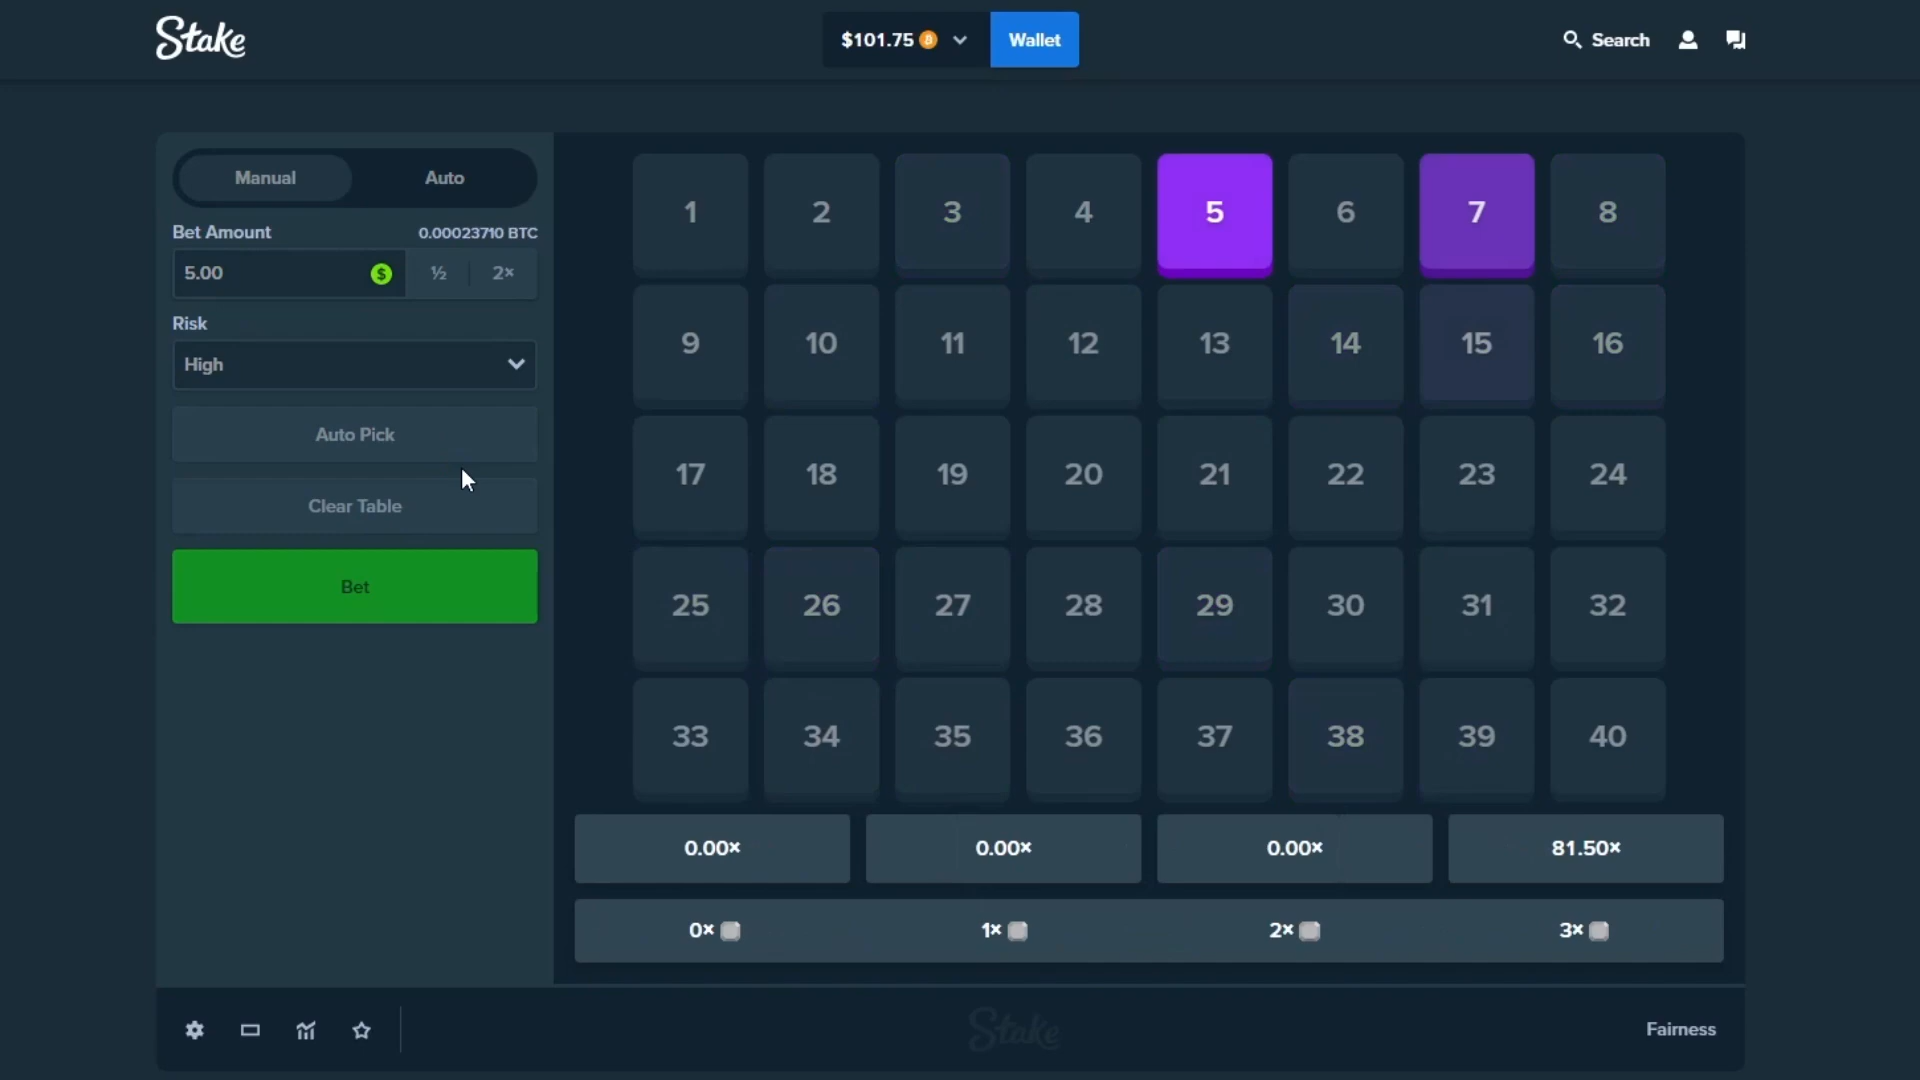 Stake
$101.75
Wallet
Search
Manual
Auto
Bet Amount
0.00023710 BTC
5.00
$
½
2×
Risk
High
Auto Pick
Clear Table
Bet
1 2 3 4 5 6 7 8
9 10 11 12 13 14 15 16
17 18 19 20 21 22 23 24
25 26 27 28 29 30 31 32
33 34 35 36 37 38 39 40
0.00× 0.00× 0.00× 81.50×
0× 1× 2× 3×
Stake
Fairness